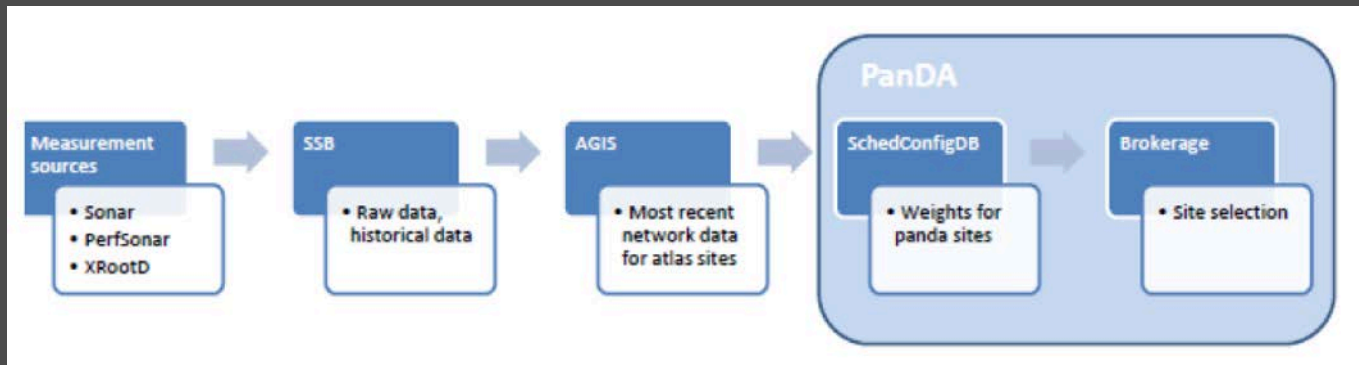 PanDA
Measurement
sources
• Sonar
• PerfSonar
• XRootD
SSB
• Raw data,
historical data
AGIS
• Most recent
network data
for atlas sites
SchedConfigDB
• Weights for
panda sites
Brokerage
• Site selection